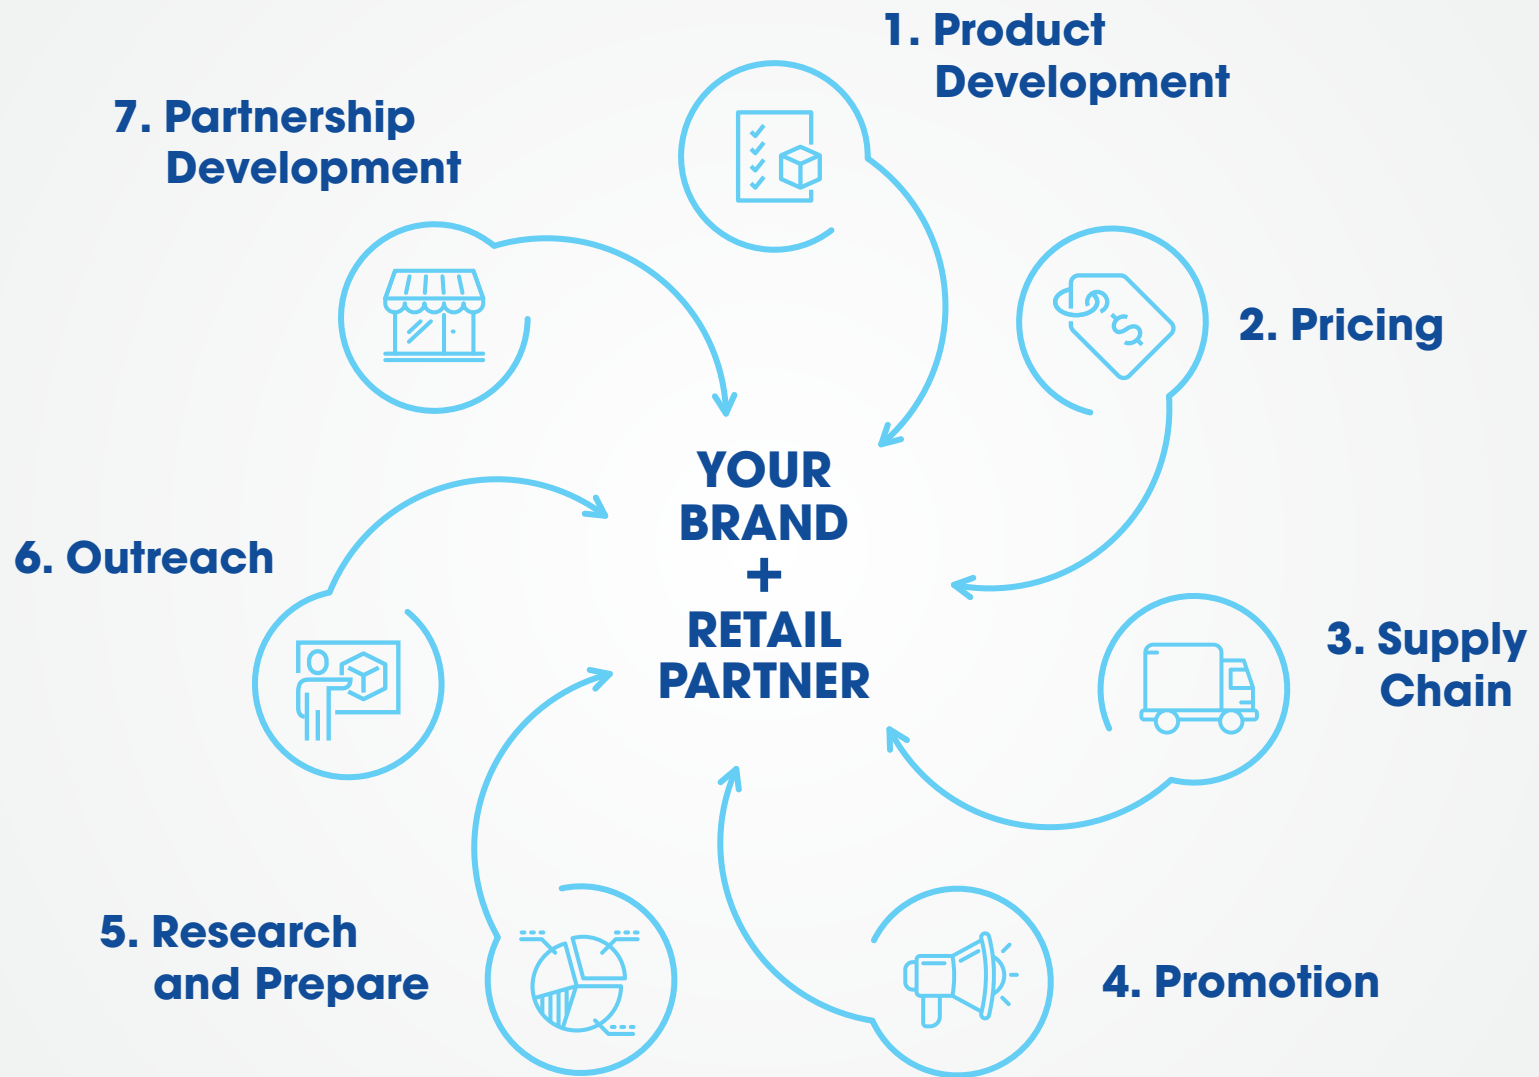 1. Product
Development
2. Pricing
3. Supply
Chain
4. Promotion
5. Research
and Prepare
6. Outreach
7. Partnership
Development
YOUR
BRAND
+
RETAIL
PARTNER
$